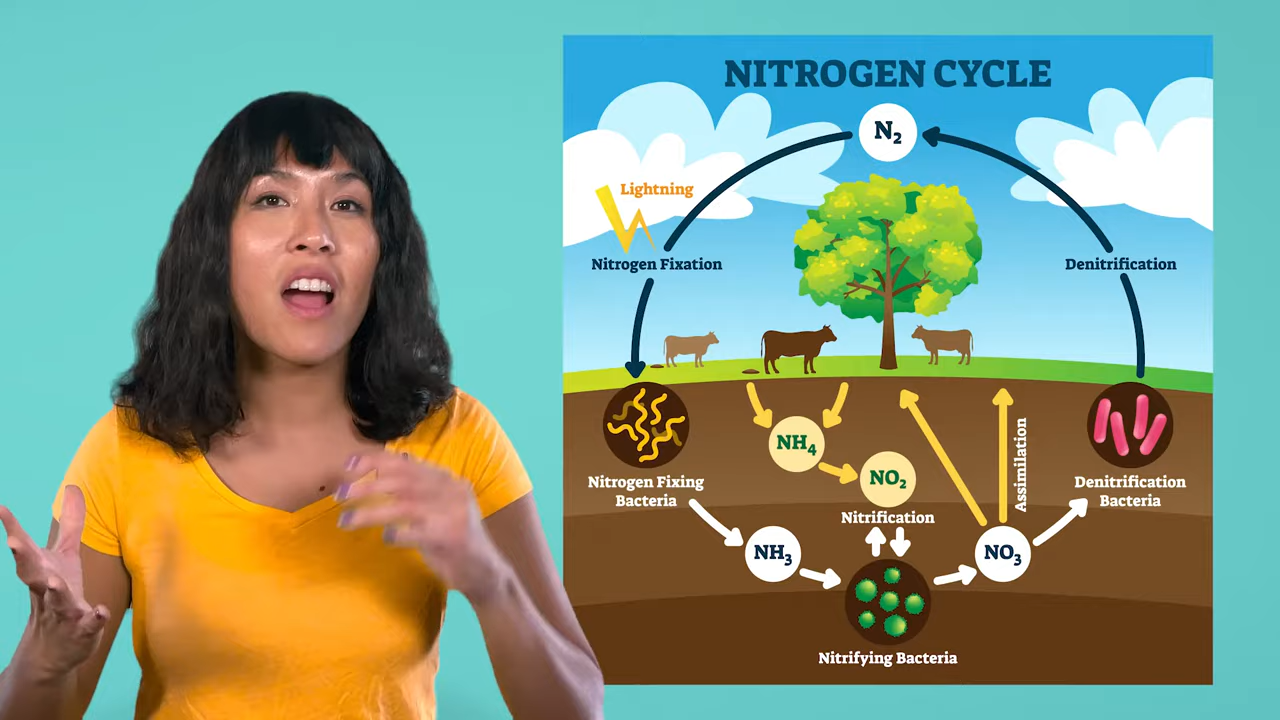 NITROGEN CYCLE
N₂
Lightning
Nitrogen Fixation
Denitrification
NH₄
NO₂
Nitrification
Assimilation
Nitrogen Fixing
Bacteria
Denitrification
Bacteria
NH₃
NO₃
Nitrifying Bacteria